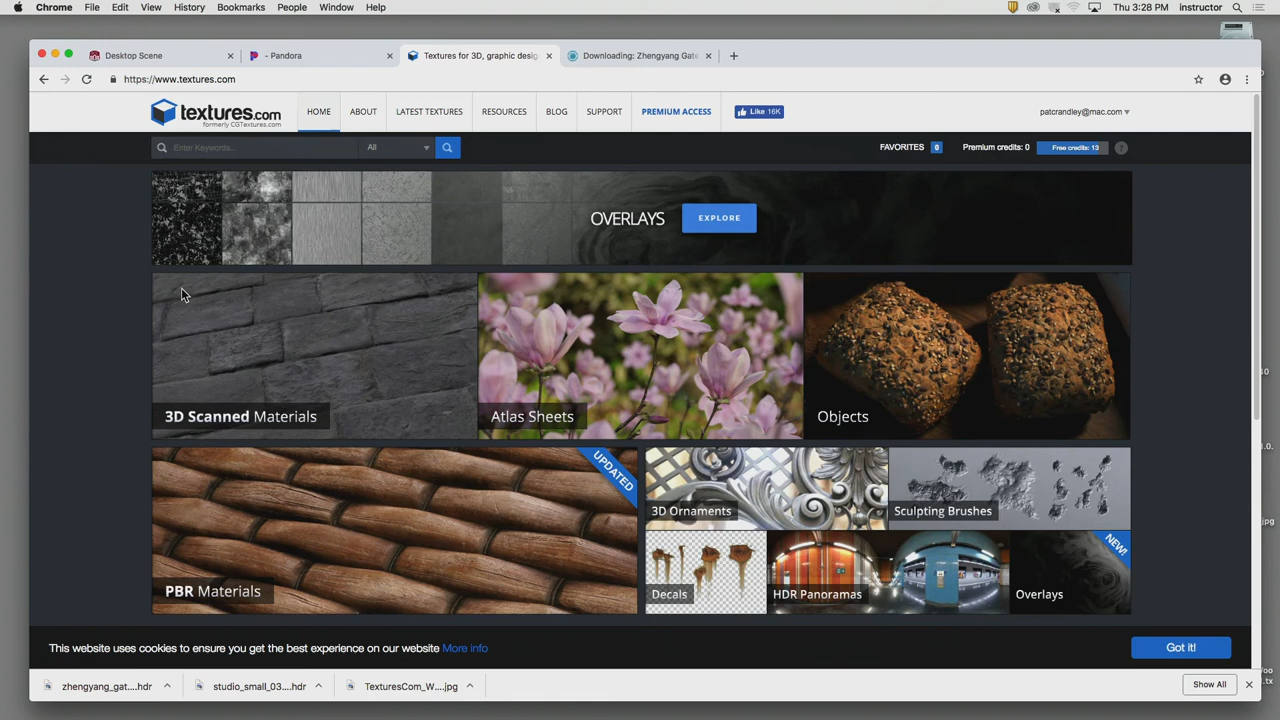 Chrome File Edit View History Bookmarks People Window Help
Thu 3:28 PM instructor
Desktop Scene
- Pandora
Textures for 3D, graphic desig
Downloading: Zhengyang Gate
https://www.textures.com
textures.com
formerly CGTextures.com
HOME ABOUT LATEST TEXTURES RESOURCES BLOG SUPPORT PREMIUM ACCESS
Like 16K
patcrandley@mac.com
Enter Keywords...
All
FAVORITES 0
Premium credits: 0
Free credits: 13
?
OVERLAYS
EXPLORE
3D Scanned Materials
Atlas Sheets
Objects
UPDATED
PBR Materials
3D Ornaments
Sculpting Brushes
NEW!
Decals
HDR Panoramas
Overlays
This website uses cookies to ensure you get the best experience on our website More info
Got it!
zhengyang_gat....hdr
studio_small_03....hdr
TexturesCom_W....jpg
Show All